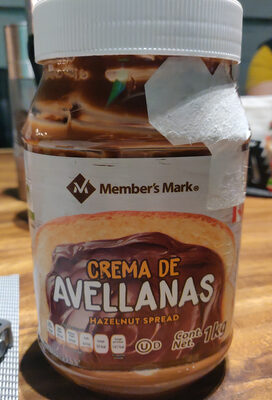 Member's Mark®
CREMA DE
AVELLANAS
HAZELNUT SPREAD
Cont.
Net. 1kg
U D